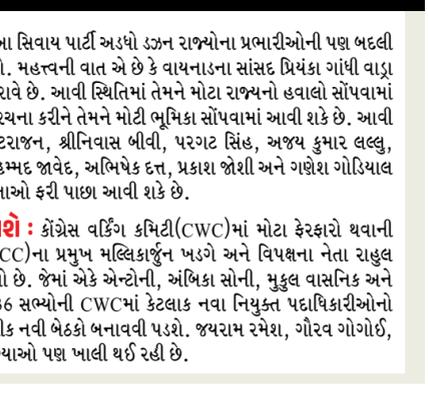 આ સિવાય પાર્ટી અડધો ડઝન રાજ્યોના પ્રભારીઓની પણ બદલી
મહત્ત્વની વાત એ છે કે વાયનાડના સાંસદ પ્રિયંકા ગાંધી વાડ્રા
રાવે છે. આવી સ્થિતિમાં તેમને મોટા રાજ્યનો હવાલો સોંપવામાં
રચના કરીને તેમને મોટી ભૂમિકા સોંપવામાં આવી શકે છે. આવી
ટરાજન, શ્રીનિવાસ બીવી, પરગટ સિંહ, અજય કુમાર લલ્લુ,
હમ્મદ જાવેદ, અભિષેક દત્ત, પ્રકાશ જોશી અને ગણેશ ગોડિયાલ
નાઓ ફરી પાછા આવી શકે છે.
શે : કોંગ્રેસ વર્કિંગ કમિટી(CWC)માં મોટા ફેરફારો થવાની
CC)ના પ્રમુખ મલ્લિકાર્જુન ખડગે અને વિપક્ષના નેતા રાહુલ
છે. જેમાં એકે એન્ટોની, અંબિકા સોની, મુકુલ વાસનિક અને
36 સભ્યોની CWCમાં કેટલાક નવા નિયુક્ત પદાધિકારીઓનો
ીક નવી બેઠકો બનાવવી પડશે. જયરામ રમેશ, ગૌરવ ગોગોઈ,
્યાઓ પણ ખાલી થઈ રહી છે.